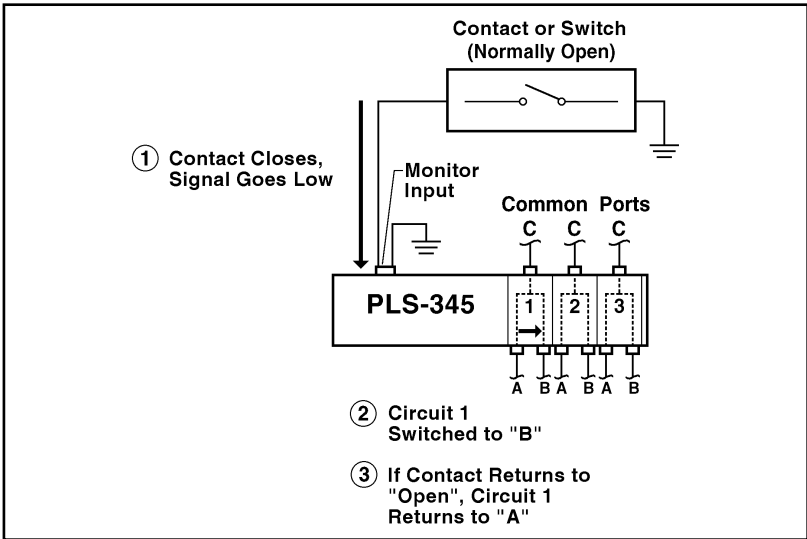 Contact or Switch
(Normally Open)
1 Contact Closes,
Signal Goes Low
Monitor
Input
Common Ports
C C C
PLS-345
1 2 3
A B A B A B
2 Circuit 1
Switched to "B"
3 If Contact Returns to
"Open", Circuit 1
Returns to "A"